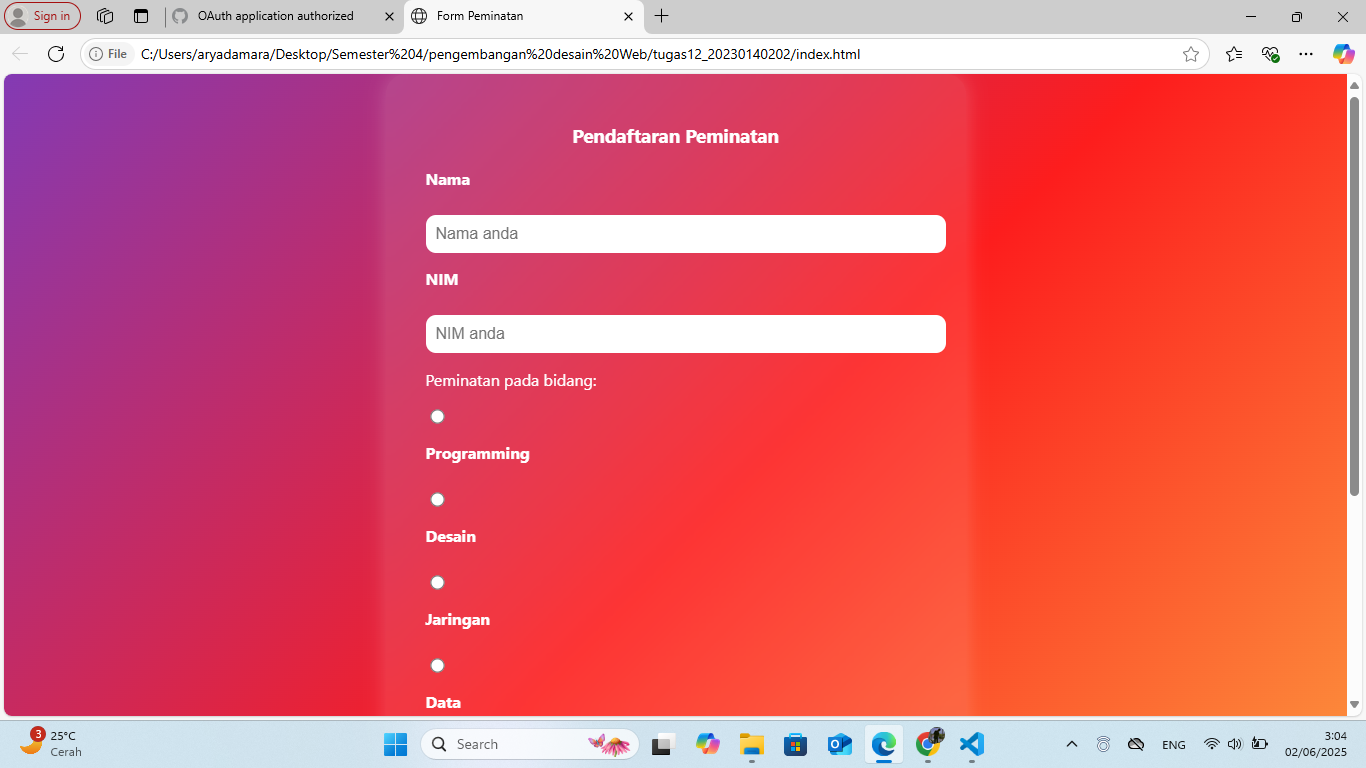 Sign in
OAuth application authorized
Form Peminatan
File
C:/Users/aryadamara/Desktop/Semester%204/pengembangan%20desain%20Web/tugas12_20230140202/index.html
Pendaftaran Peminatan
Nama
Nama anda
NIM
NIM anda
Peminatan pada bidang:
Programming
Desain
Jaringan
Data
3
25°C
Cerah
Search
ENG
3:04
02/06/2025